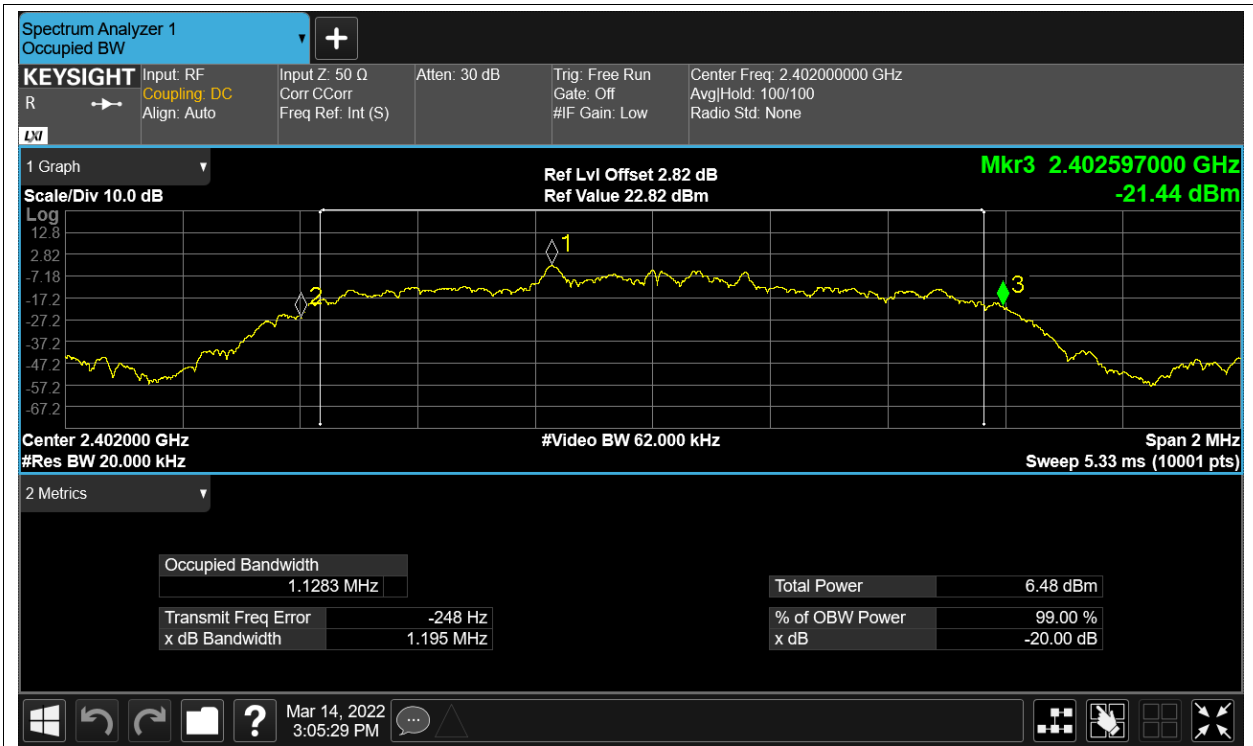 Spectrum Analyzer 1
Occupied BW
KEYSIGHT
R
LXI
Input: RF
Coupling: DC
Align: Auto
Input Z: 50 Ω
Corr CCorr
Freq Ref: Int (S)
Atten: 30 dB
Trig: Free Run
Gate: Off
#IF Gain: Low
Center Freq: 2.402000000 GHz
Avg|Hold: 100/100
Radio Std: None
1 Graph
Scale/Div 10.0 dB
Ref Lvl Offset 2.82 dB
Ref Value 22.82 dBm
Mkr3 2.402597000 GHz
-21.44 dBm
Log
12.8
2.82
-7.18
-17.2
-27.2
-37.2
-47.2
-57.2
-67.2
1
2
3
Center 2.402000 GHz
#Res BW 20.000 kHz
#Video BW 62.000 kHz
Span 2 MHz
Sweep 5.33 ms (10001 pts)
2 Metrics
Occupied Bandwidth
1.1283 MHz
Total Power 6.48 dBm
Transmit Freq Error -248 Hz
% of OBW Power 99.00 %
x dB Bandwidth 1.195 MHz
x dB -20.00 dB
?
Mar 14, 2022
3:05:29 PM